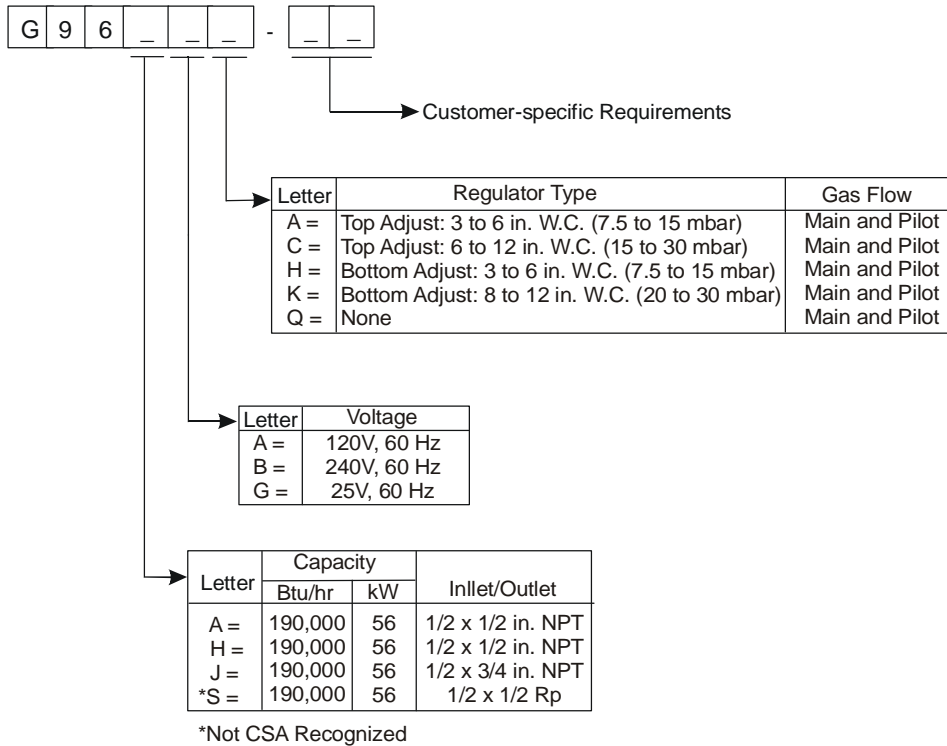 G 9 6 _ _ _ - _ _
Customer-specific Requirements
Letter Regulator Type Gas Flow
A = Top Adjust: 3 to 6 in. W.C. (7.5 to 15 mbar) Main and Pilot
C = Top Adjust: 6 to 12 in. W.C. (15 to 30 mbar) Main and Pilot
H = Bottom Adjust: 3 to 6 in. W.C. (7.5 to 15 mbar) Main and Pilot
K = Bottom Adjust: 8 to 12 in. W.C. (20 to 30 mbar) Main and Pilot
Q = None Main and Pilot
Letter Voltage
A = 120V, 60 Hz
B = 240V, 60 Hz
G = 25V, 60 Hz
Capacity
Letter Btu/hr kW Inllet/Outlet
A = 190,000 56 1/2 x 1/2 in. NPT
H = 190,000 56 1/2 x 1/2 in. NPT
J = 190,000 56 1/2 x 3/4 in. NPT
*S = 190,000 56 1/2 x 1/2 Rp
*Not CSA Recognized